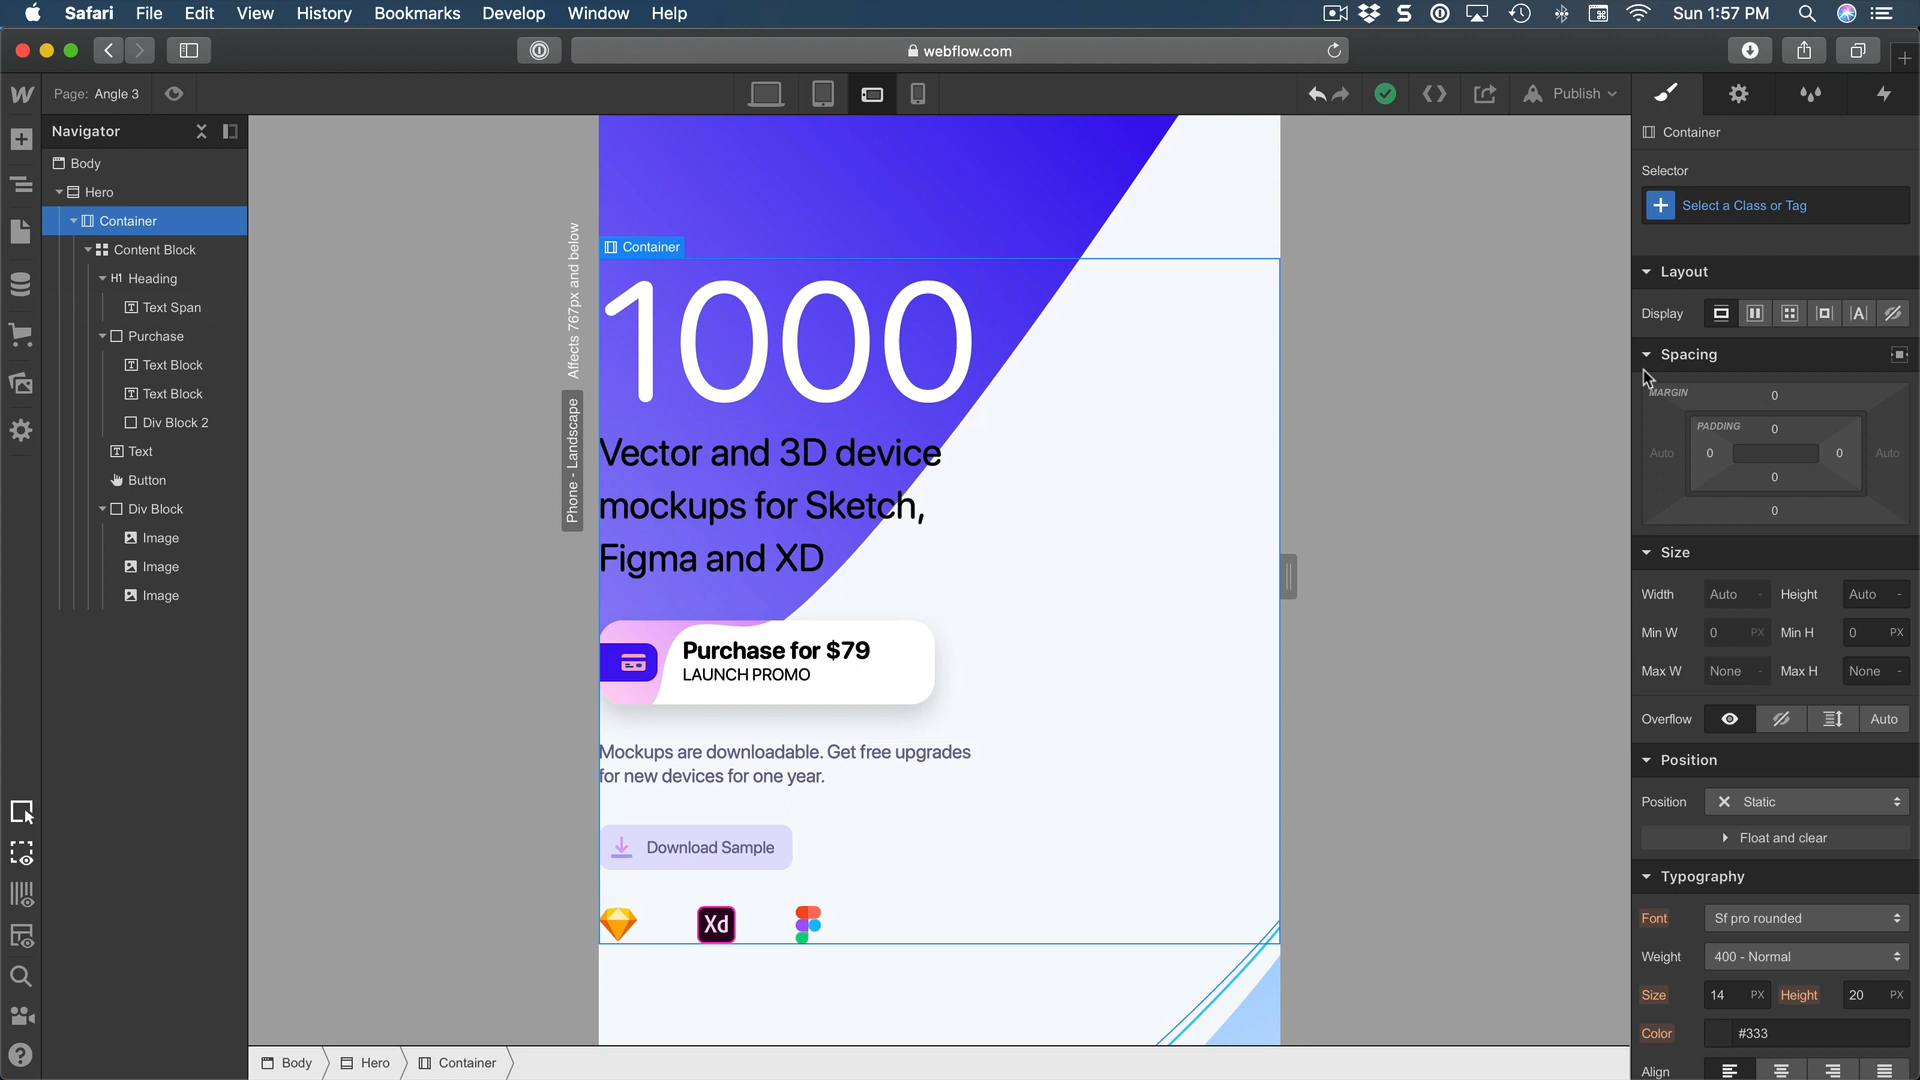 Safari File Edit View History Bookmarks Develop Window Help Sun 1:57 PM
webflow.com
Page: Angle 3
Publish
Navigator
Body
Hero
Container
Content Block
H1 Heading
Text Span
Purchase
Text Block
Text Block
Div Block 2
Text
Button
Div Block
Image
Image
Image
Affects 767px and below
Phone - Landscape
Container
1000
Vector and 3D device
mockups for Sketch,
Figma and XD
Purchase for $79
LAUNCH PROMO
Mockups are downloadable. Get free upgrades
for new devices for one year.
Download Sample
Xd
Body Hero Container
Container
Selector
Select a Class or Tag
Layout
Display
Spacing
MARGIN
0
PADDING
0
Auto 0 0 Auto
0
0
Size
Width Auto - Height Auto -
Min W 0 PX Min H 0 PX
Max W None - Max H None -
Overflow Auto
Position
Position Static
Float and clear
Typography
Font Sf pro rounded
Weight 400 - Normal
Size 14 PX Height 20 PX
Color #333
Align